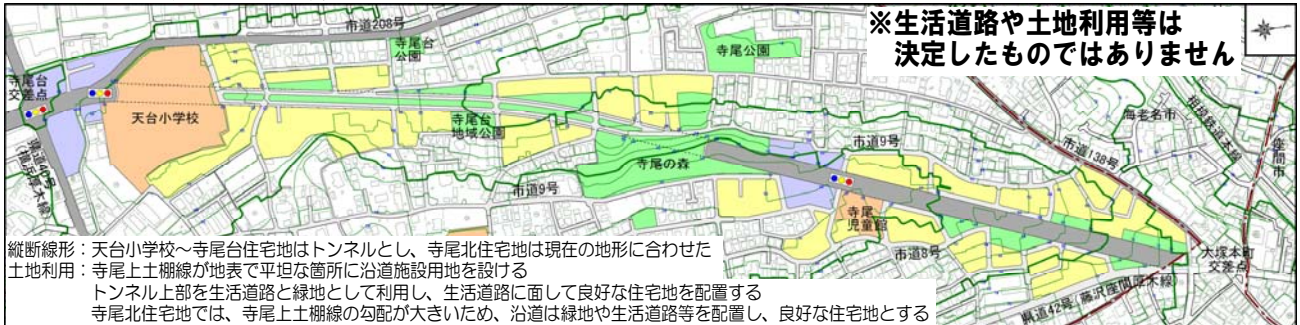 市道208号
寺尾台
公園
寺尾公園
※生活道路や土地利用等は
決定したものではありません
寺尾台
交差点
天台小学校
寺尾台
地域公園
寺尾の森
市道9号
市道138号
海老名市
相模鉄道本線
座間市
県道40号
(横浜厚木線)
市道9号
寺尾
児童館
市道8号
大塚本町
交差点
県道42号 藤沢座間厚木線
縦断線形：天台小学校～寺尾台住宅地はトンネルとし、寺尾北住宅地は現在の地形に合わせた
土地利用：寺尾上土棚線が地表で平坦な箇所に沿道施設用地を設ける
トンネル上部を生活道路と緑地として利用し、生活道路に面して良好な住宅地を配置する
寺尾北住宅地では、寺尾上土棚線の勾配が大きいため、沿道は緑地や生活道路等を配置し、良好な住宅地とする